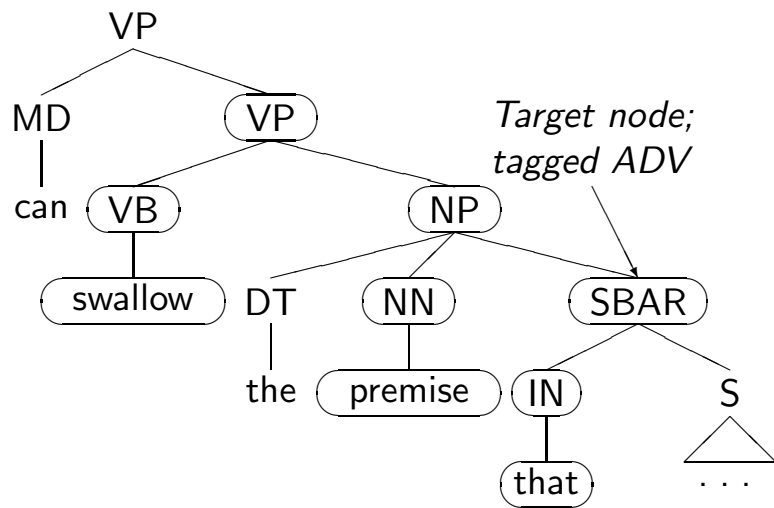 VP
MD VP Target node;
tagged ADV
can VB NP
swallow DT NN SBAR
the premise IN S
that . . .